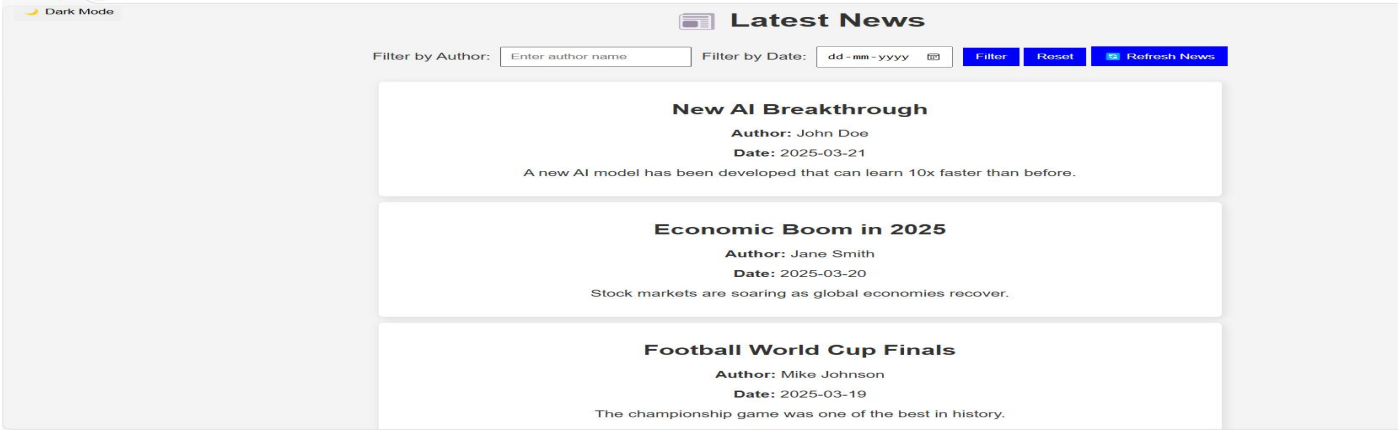 Dark Mode
Latest News
Filter by Author: Enter author name Filter by Date: dd-mm-yyyy Filter Reset Refresh News
New AI Breakthrough
Author: John Doe
Date: 2025-03-21
A new AI model has been developed that can learn 10x faster than before.
Economic Boom in 2025
Author: Jane Smith
Date: 2025-03-20
Stock markets are soaring as global economies recover.
Football World Cup Finals
Author: Mike Johnson
Date: 2025-03-19
The championship game was one of the best in history.